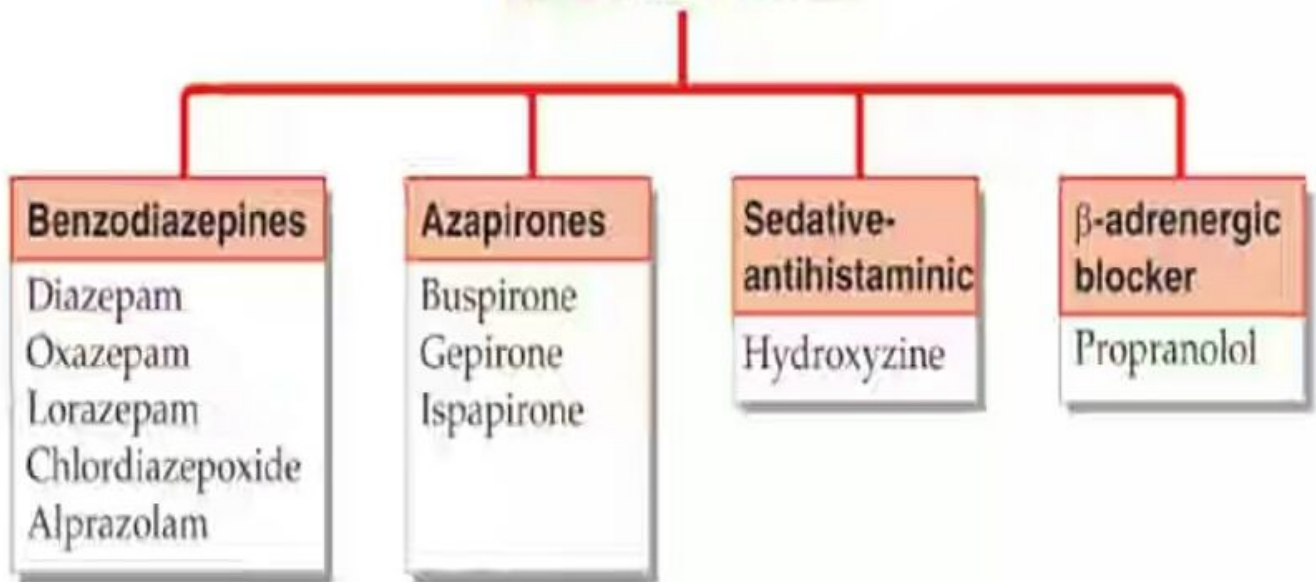 Benzodiazepines
Diazepam
Oxazepam
Lorazepam
Chlordiazepoxide
Alprazolam
Azapirones
Buspirone
Gepirone
Ispapirone
Sedative-
antihistaminic
Hydroxyzine
β-adrenergic
blocker
Propranolol